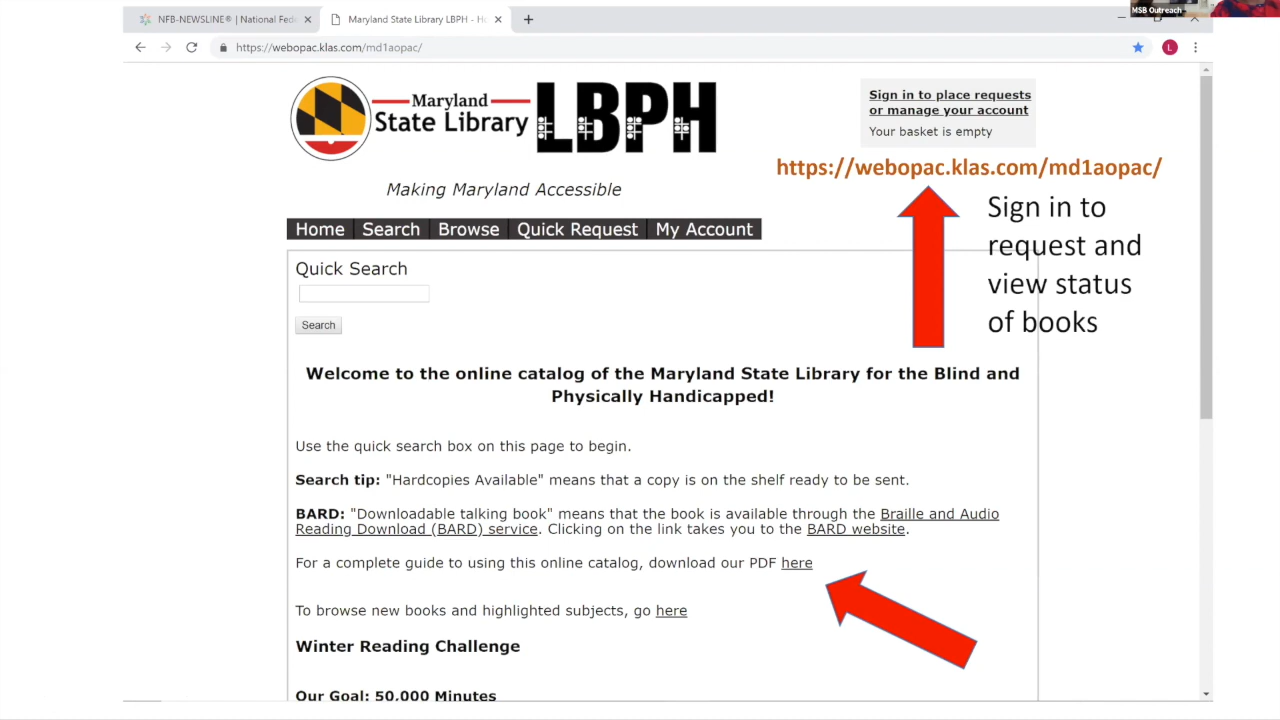 MSB Outreach
NFB-NEWSLINE® | National Fede
Maryland State Library LBPH - Ho
https://webopac.klas.com/md1aopac/
L
Maryland
State Library
LBPH
Sign in to place requests
or manage your account
Your basket is empty
https://webopac.klas.com/md1aopac/
Making Maryland Accessible
Sign in to
request and
view status
of books
Home Search Browse Quick Request My Account
Quick Search
Search
Welcome to the online catalog of the Maryland State Library for the Blind and
Physically Handicapped!
Use the quick search box on this page to begin.
Search tip: "Hardcopies Available" means that a copy is on the shelf ready to be sent.
BARD: "Downloadable talking book" means that the book is available through the Braille and Audio
Reading Download (BARD) service. Clicking on the link takes you to the BARD website.
For a complete guide to using this online catalog, download our PDF here
To browse new books and highlighted subjects, go here
Winter Reading Challenge
Our Goal: 50,000 Minutes